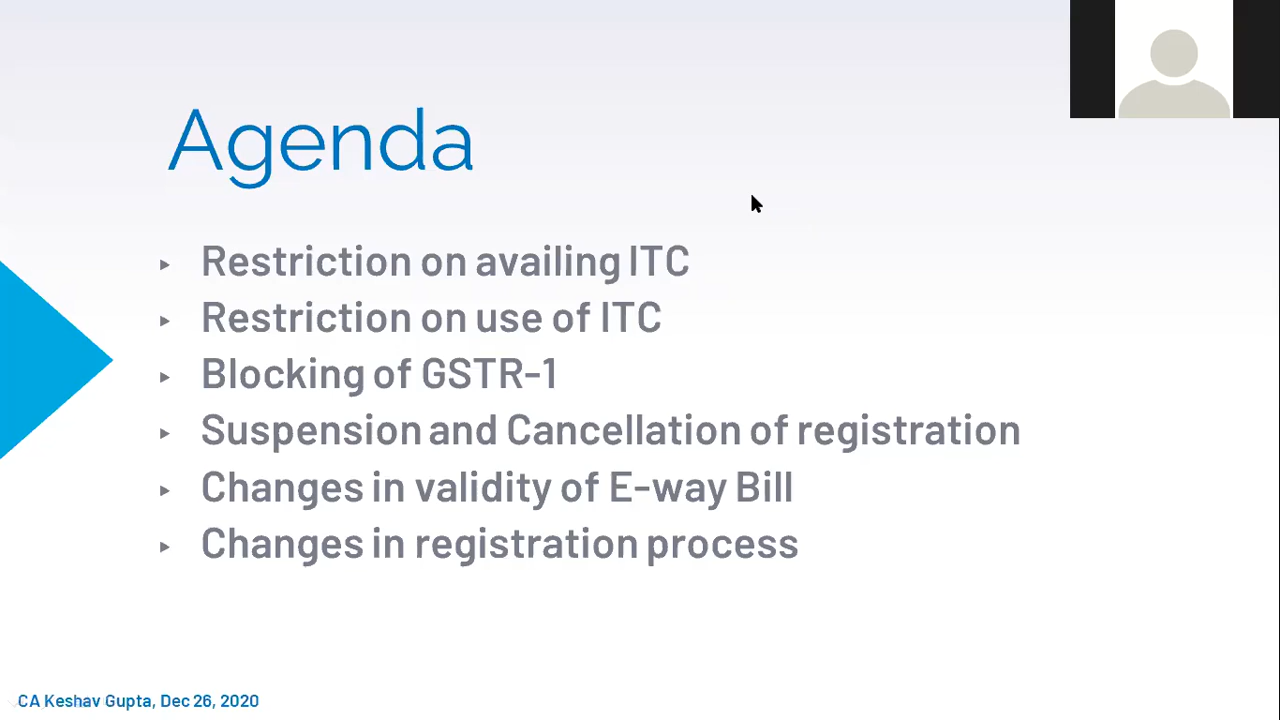 Agenda
Restriction on availing ITC
Restriction on use of ITC
Blocking of GSTR-1
Suspension and Cancellation of registration
Changes in validity of E-way Bill
Changes in registration process
CA Keshav Gupta, Dec 26, 2020